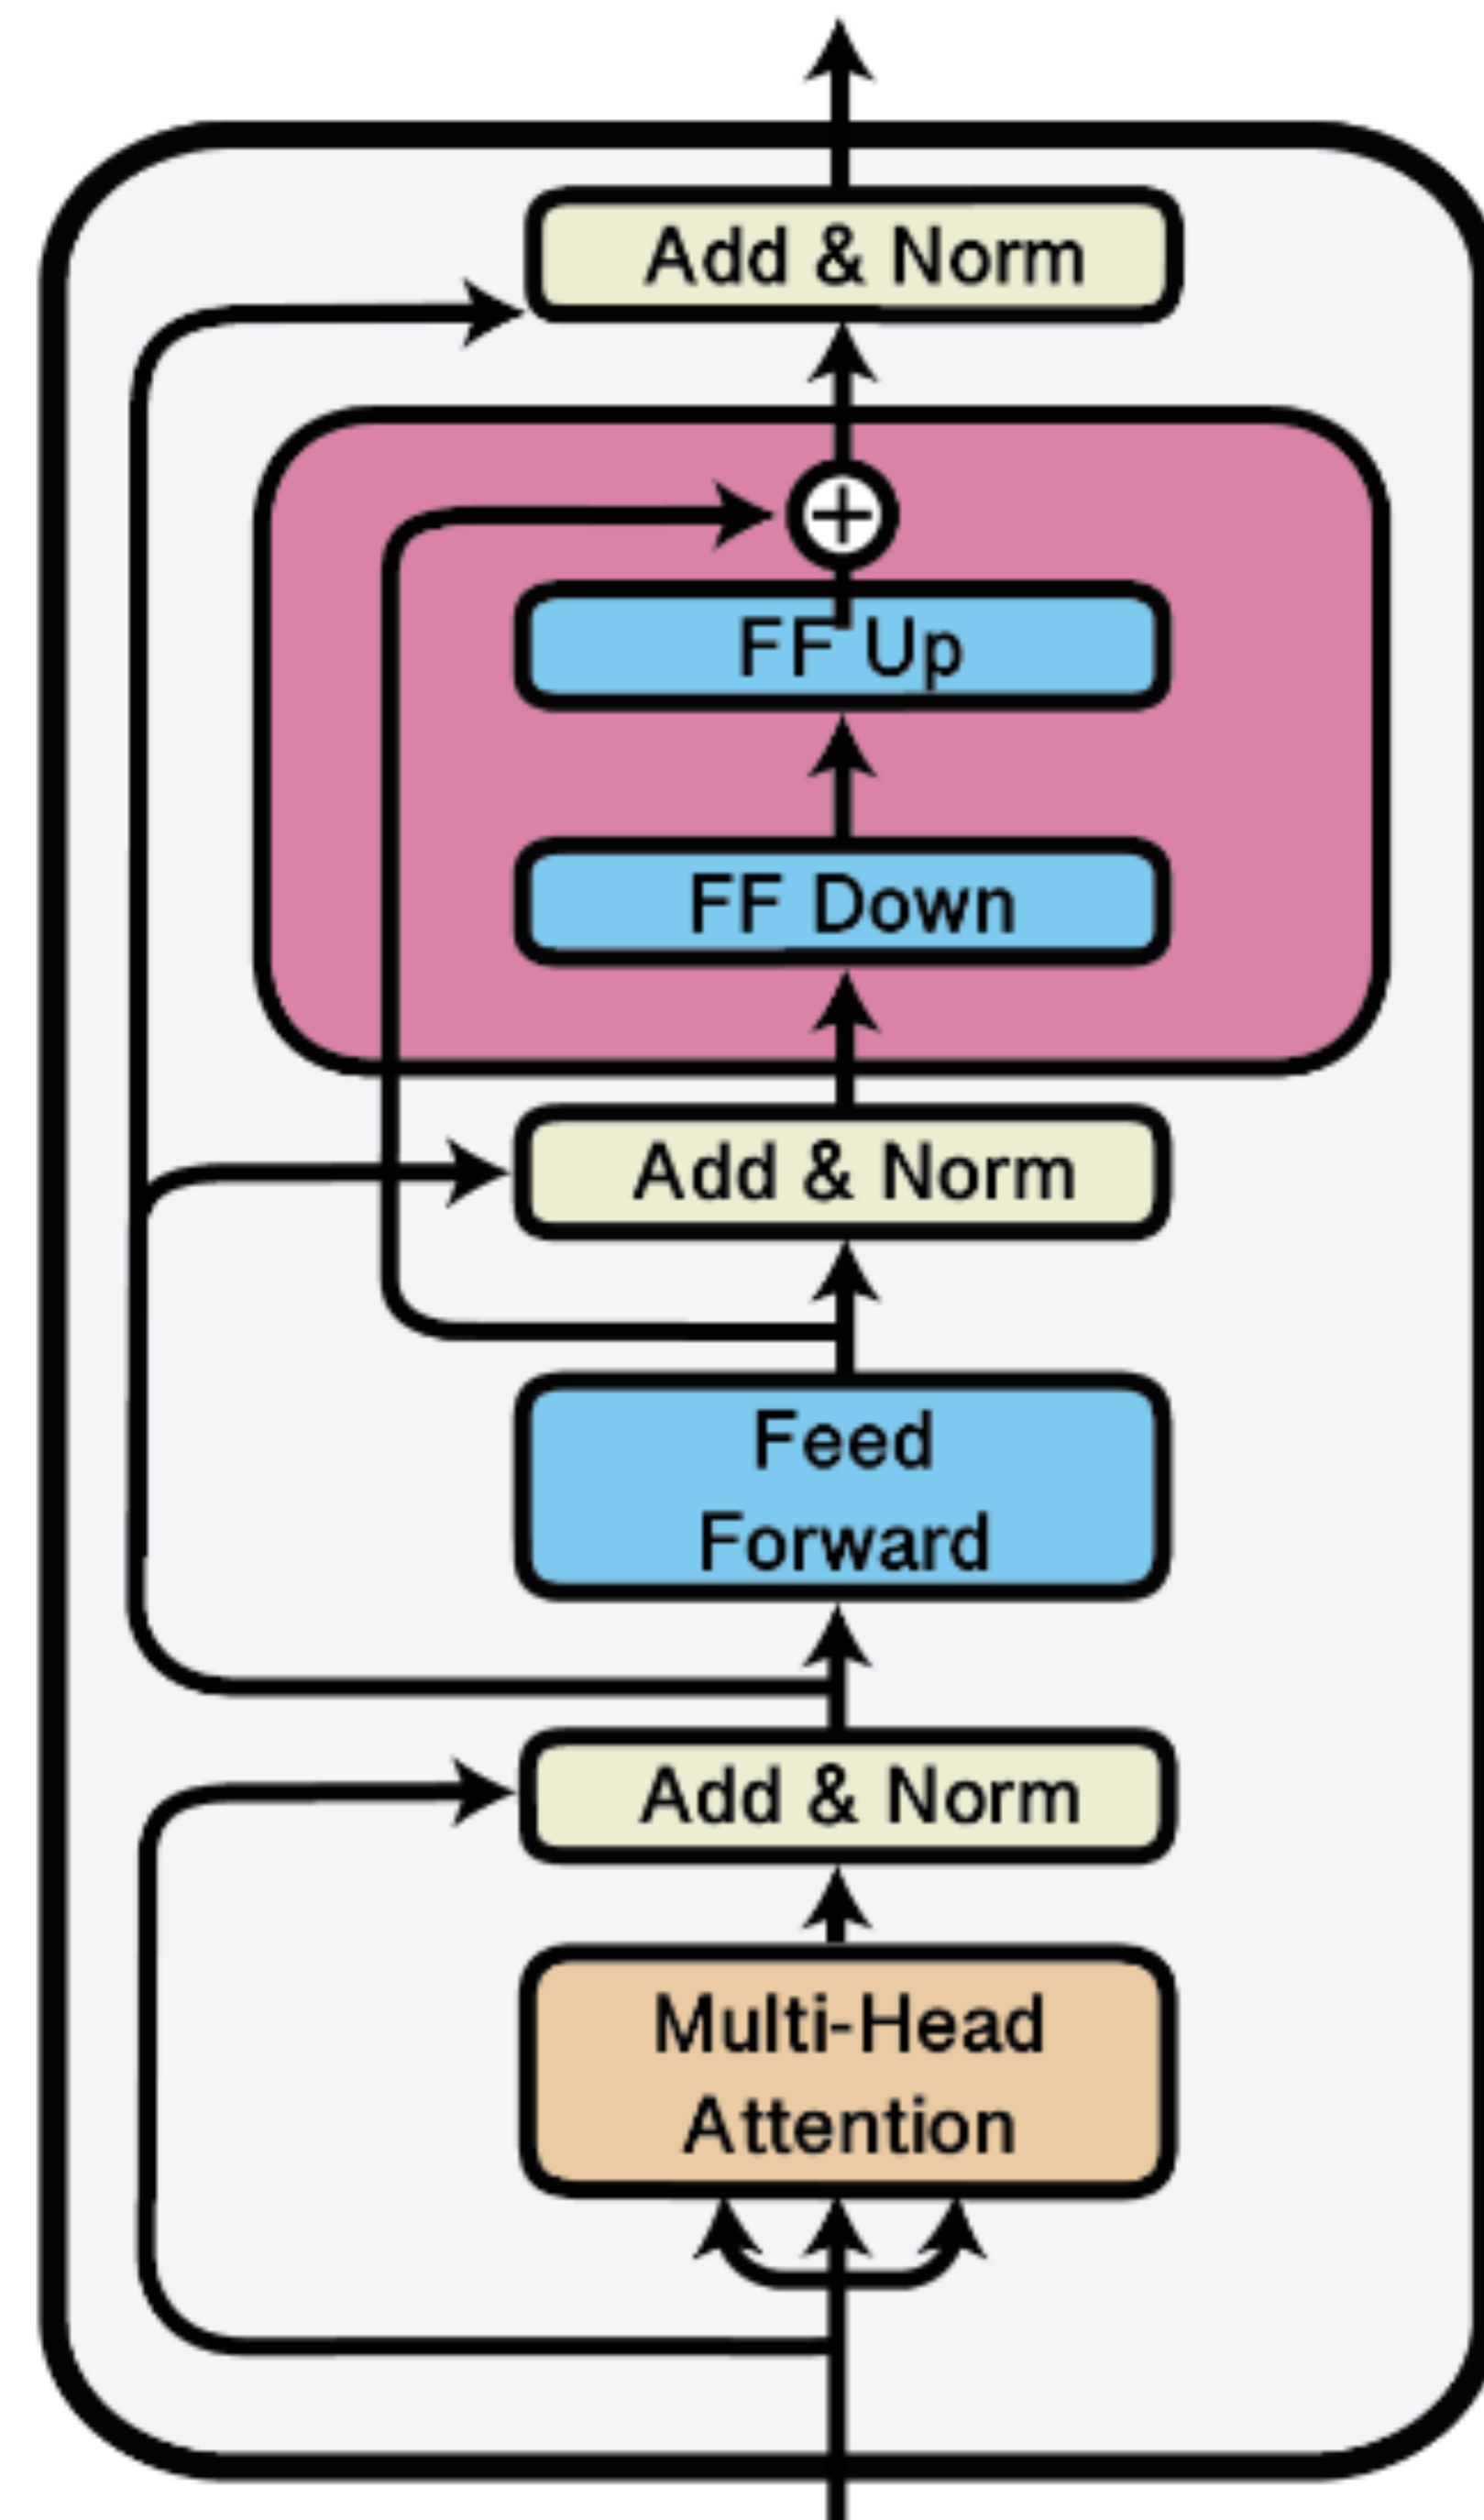 Add & Norm
FF Up
FF Down
Add & Norm
Feed
Forward
Add & Norm
Multi-Head
Attention